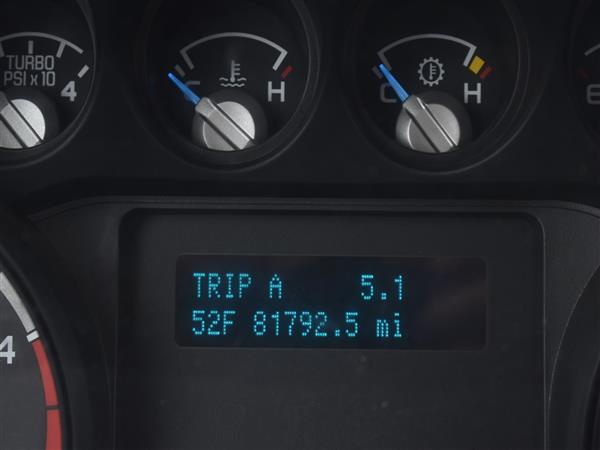 TURBO
PSI x 10
4
C H
C H
TRIP A 5.1
52F 81792.5 mi
4